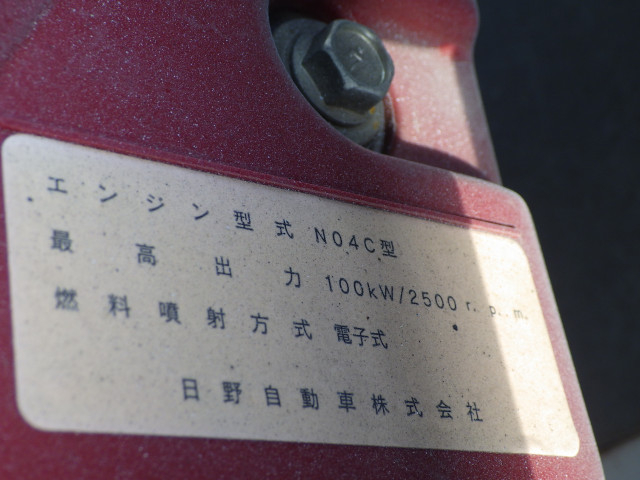 エンジン型式 N04C型
最高出力 100kW/2500 r.p.m.
燃料噴射方式 電子式
日野自動車株式会社